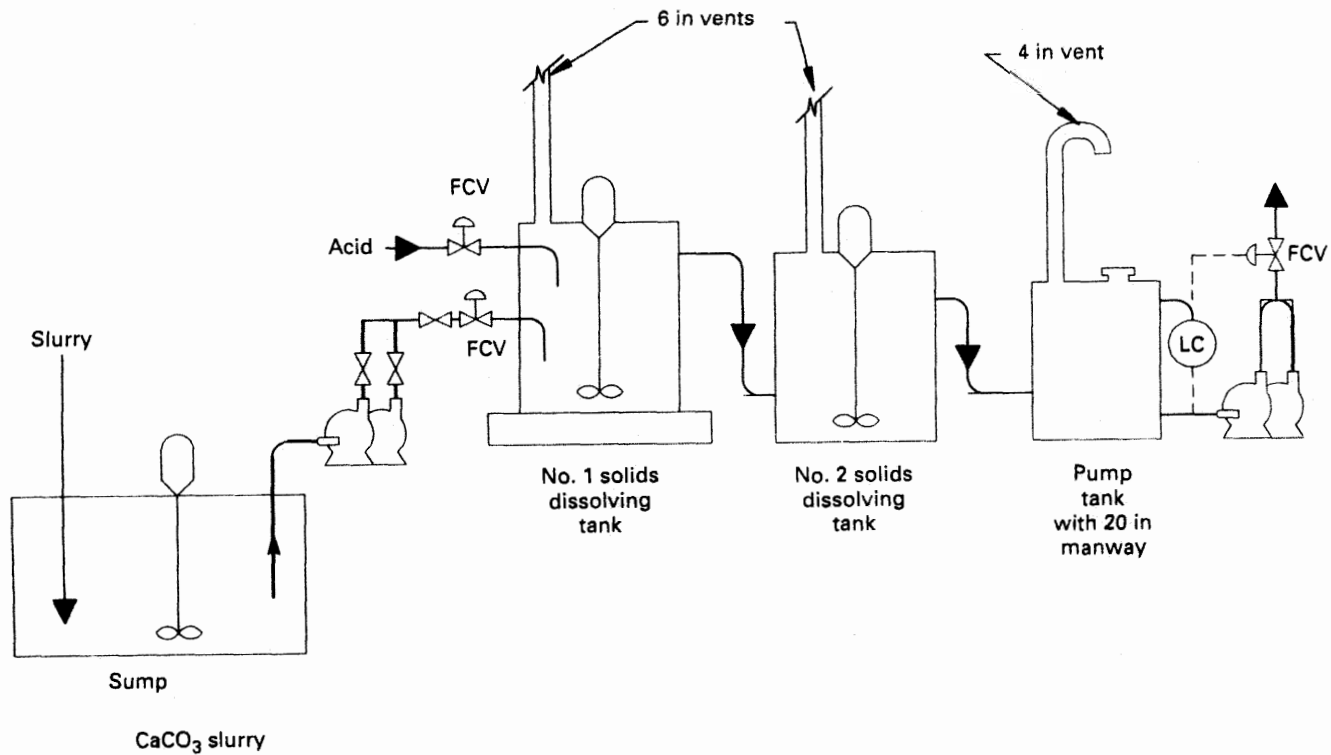 6 in vents
4 in vent
FCV
Acid
FCV
FCV
Slurry
LC
No. 1 solids
dissolving
tank
No. 2 solids
dissolving
tank
Pump
tank
with 20 in
manway
Sump
CaCO₃ slurry